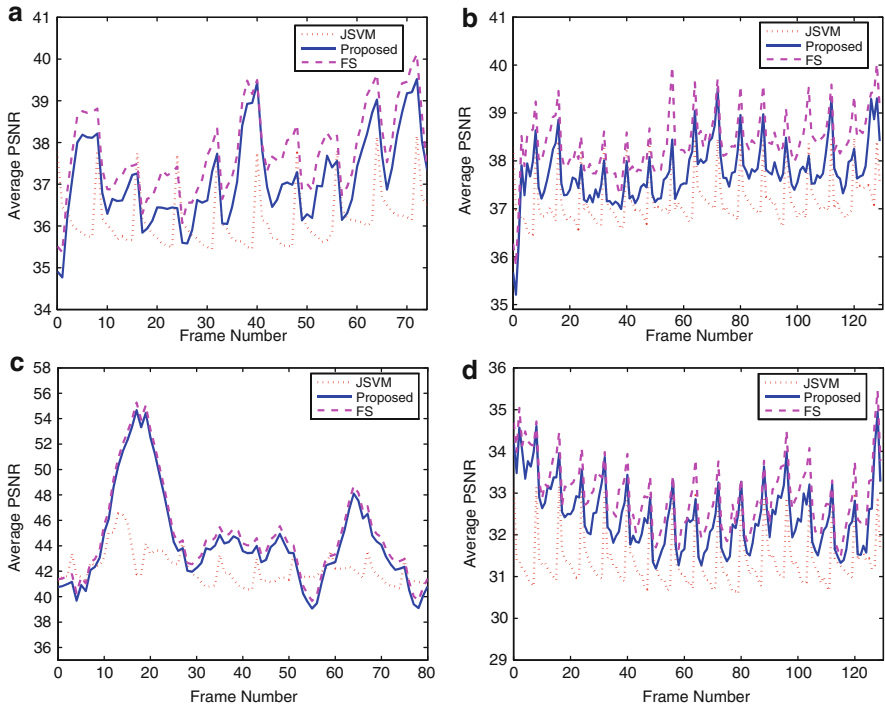 a
41
40
39
38
37
36
35
34
0 10 20 30 40 50 60 70
Average PSNR
Frame Number
JSVM
Proposed
FS
b
41
40
39
38
37
36
35
0 20 40 60 80 100 120
Average PSNR
Frame Number
JSVM
Proposed
FS
c
58
56
54
52
50
48
46
44
42
40
38
36
0 10 20 30 40 50 60 70 80
Average PSNR
Frame Number
JSVM
Proposed
FS
d
36
35
34
33
32
31
30
29
0 20 40 60 80 100 120
Average PSNR
Frame Number
JSVM
Proposed
FS